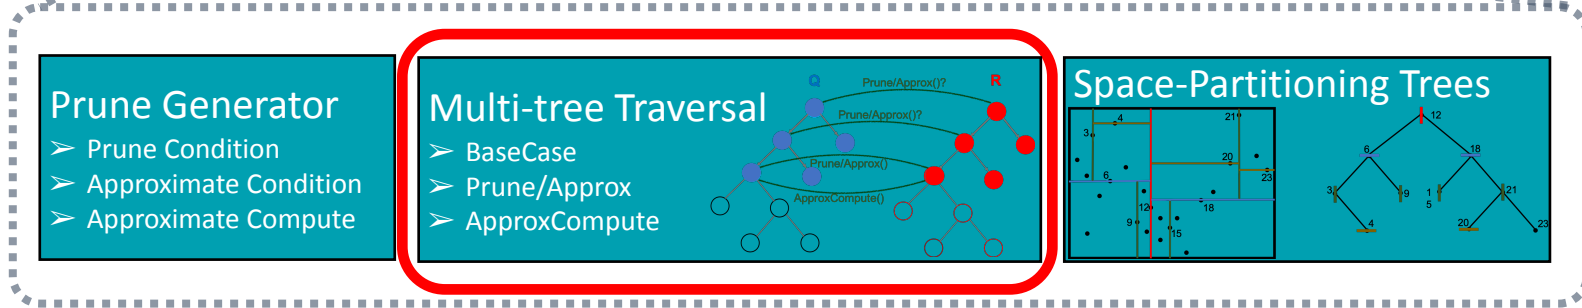 Prune Generator
➢ Prune Condition
➢ Approximate Condition
➢ Approximate Compute
Multi-tree Traversal
➢ BaseCase
➢ Prune/Approx
➢ ApproxCompute
Q
R
Prune/Approx()?
Prune/Approx()?
Prune/Approx()
ApproxCompute()
Space-Partitioning Trees
4
3
21
20
23
6
12
18
9
15
12
6
18
3
9
1
5
21
4
20
23